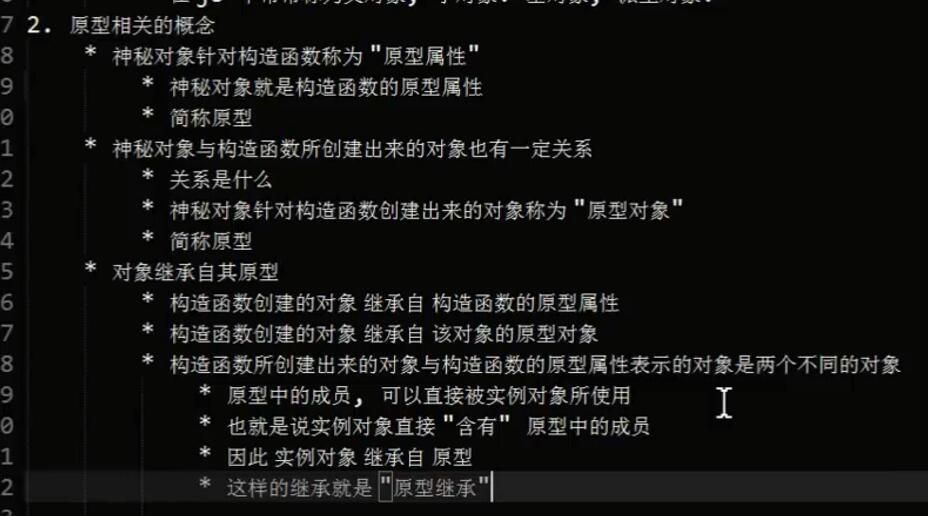 7 2. 原型相关的概念
8 * 神秘对象针对构造函数称为 "原型属性"
9 * 神秘对象就是构造函数的原型属性
0 * 简称原型
1 * 神秘对象与构造函数所创建出来的对象也有一定关系
2 * 关系是什么
3 * 神秘对象针对构造函数创建出来的对象称为 "原型对象"
4 * 简称原型
5 * 对象继承自其原型
6 * 构造函数创建的对象 继承自 构造函数的原型属性
7 * 构造函数创建的对象 继承自 该对象的原型对象
8 * 构造函数所创建出来的对象与构造函数的原型属性表示的对象是两个不同的对象
9 * 原型中的成员, 可以直接被实例对象所使用
0 * 也就是说实例对象直接 "含有" 原型中的成员
1 * 因此 实例对象 继承自 原型
2 * 这样的继承就是 "原型继承"